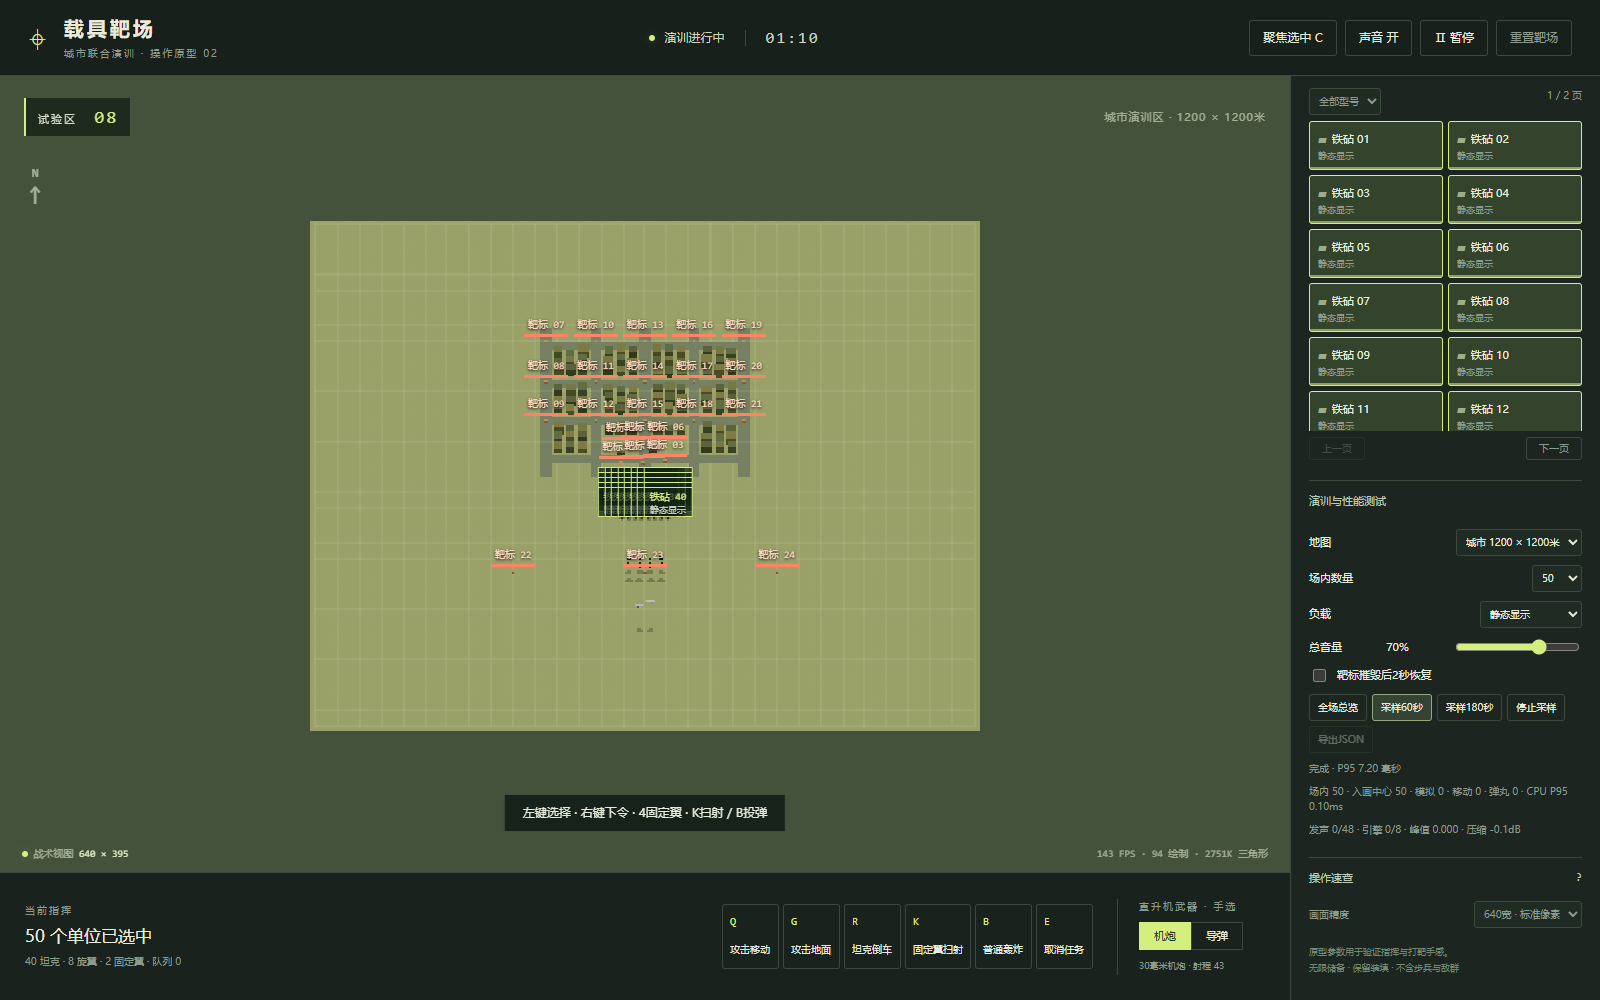 载具靶场
城市联合演训 · 操作原型 02
演训进行中
01:10
聚焦选中 C
声音 开
II 暂停
重置靶场
试验区 08
城市演训区 · 1200 × 1200米
N
靶标 07 靶标 10 靶标 13 靶标 16 靶标 19
靶标 08 靶标 11 靶标 14 靶标 17 靶标 20
靶标 09 靶标 12 靶标 15 靶标 18 靶标 21
靶标 靶标 靶标 06
靶标 靶标 靶标 03
铁砧 40
静态显示
靶标 22 靶标 23 靶标 24
左键选择 · 右键下令 · 4固定翼 · K扫射 / B投弹
战术视图 640 × 395
143 FPS · 94 绘制 · 2751K 三角形
当前指挥
50 个单位已选中
40 坦克 · 8 旋翼 · 2 固定翼 · 队列 0
Q
攻击移动
G
攻击地面
R
坦克倒车
K
固定翼扫射
B
普通轰炸
E
取消任务
直升机武器 · 手选
机炮
导弹
30毫米机炮 · 射程 43
全部型号
1 / 2 页
铁砧 01
静态显示
铁砧 02
静态显示
铁砧 03
静态显示
铁砧 04
静态显示
铁砧 05
静态显示
铁砧 06
静态显示
铁砧 07
静态显示
铁砧 08
静态显示
铁砧 09
静态显示
铁砧 10
静态显示
铁砧 11
静态显示
铁砧 12
静态显示
上一页
下一页
演训与性能测试
地图
城市 1200 × 1200米
场内数量
50
负载
静态显示
总音量
70%
靶标摧毁后2秒恢复
全场总览
采样60秒
采样180秒
停止采样
导出JSON
完成 · P95 7.20 毫秒
场内 50 · 入画中心 50 · 模拟 0 · 移动 0 · 弹丸 0 · CPU P95
0.10ms
发声 0/48 · 引擎 0/8 · 峰值 0.000 · 压缩 -0.1dB
操作速查
?
画面精度
640宽 · 标准像素
原型参数用于验证指挥与打靶手感。
无限储备 · 保留装填 · 不含步兵与敌群